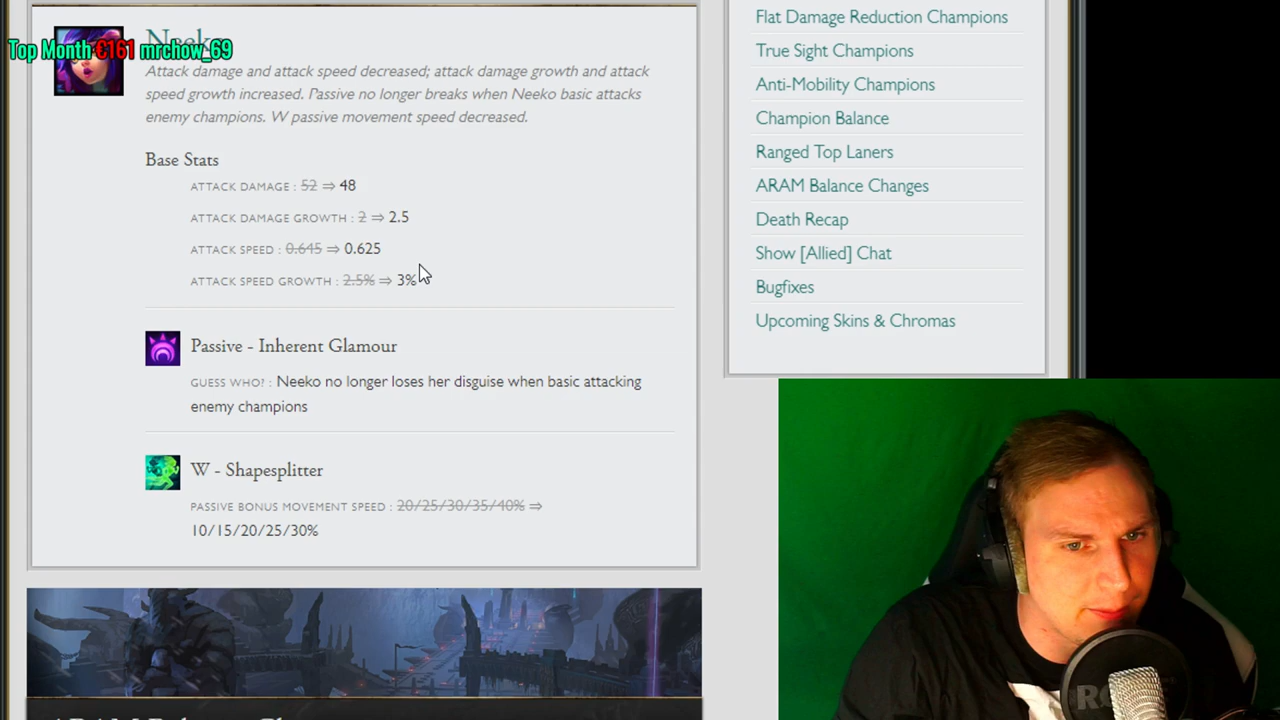 Neeko
Top Month €161 mrchow_69
Attack damage and attack speed decreased; attack damage growth and attack
speed growth increased. Passive no longer breaks when Neeko basic attacks
enemy champions. W passive movement speed decreased.
Base Stats
ATTACK DAMAGE : 52 ⇒ 48
ATTACK DAMAGE GROWTH : 2 ⇒ 2.5
ATTACK SPEED : 0.645 ⇒ 0.625
ATTACK SPEED GROWTH : 2.5% ⇒ 3%
Passive - Inherent Glamour
GUESS WHO? : Neeko no longer loses her disguise when basic attacking
enemy champions
W - Shapesplitter
PASSIVE BONUS MOVEMENT SPEED : 20/25/30/35/40% ⇒
10/15/20/25/30%
Flat Damage Reduction Champions
True Sight Champions
Anti-Mobility Champions
Champion Balance
Ranged Top Laners
ARAM Balance Changes
Death Recap
Show [Allied] Chat
Bugfixes
Upcoming Skins & Chromas